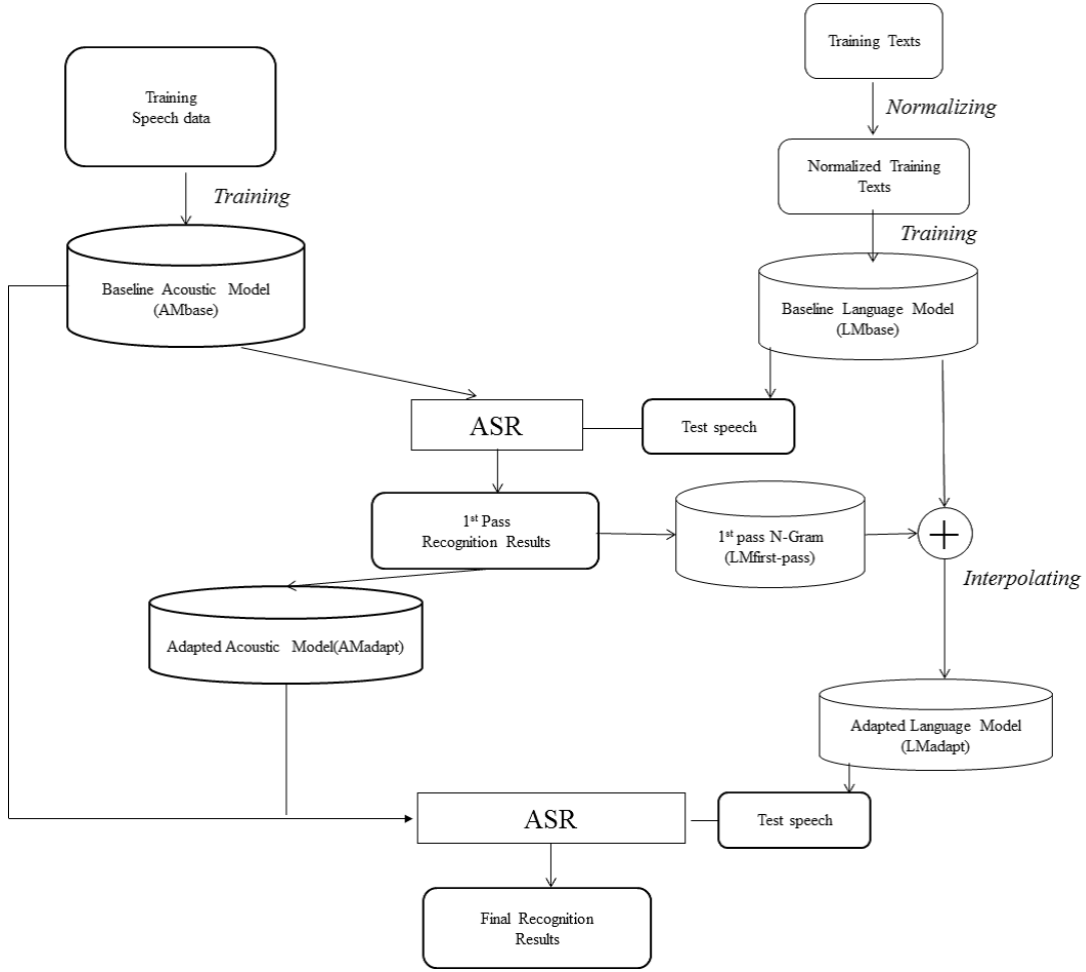 Training Texts
Training
Speech data
Normalizing
Normalized Training
Texts
Training
Training
Baseline Acoustic Model
(AMbase)
Baseline Language Model
(LMbase)
ASR
Test speech
1st Pass
Recognition Results
1st pass N-Gram
(LMfirst-pass)
+
Interpolating
Adapted Acoustic Model(AMadapt)
Adapted Language Model
(LMadapt)
ASR
Test speech
Final Recognition
Results